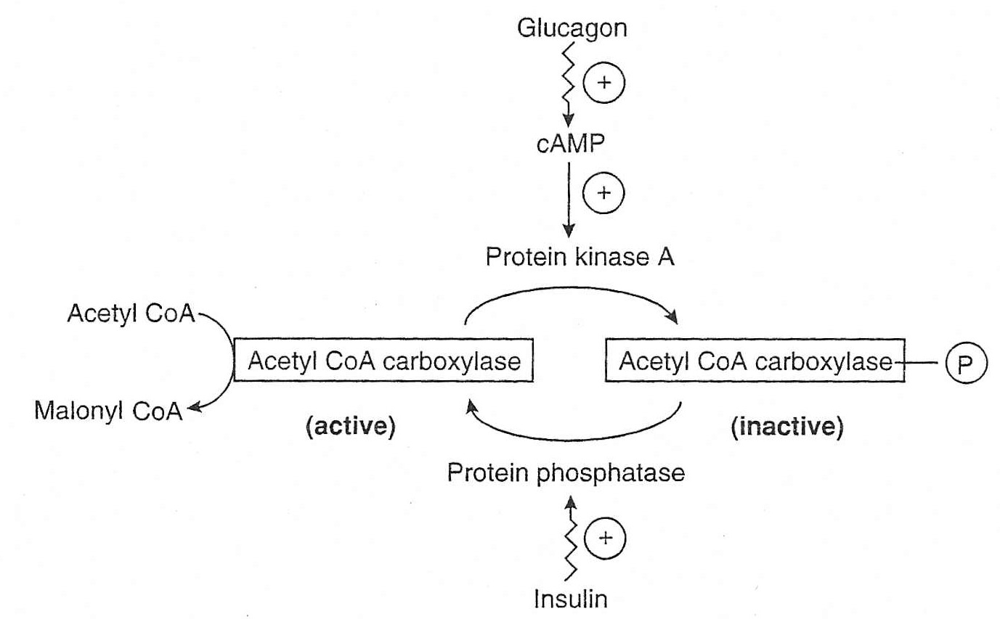 Glucagon
+
cAMP
+
Protein kinase A
Acetyl CoA
Acetyl CoA carboxylase
Acetyl CoA carboxylase
P
Malonyl CoA
(active)
(inactive)
Protein phosphatase
+
Insulin